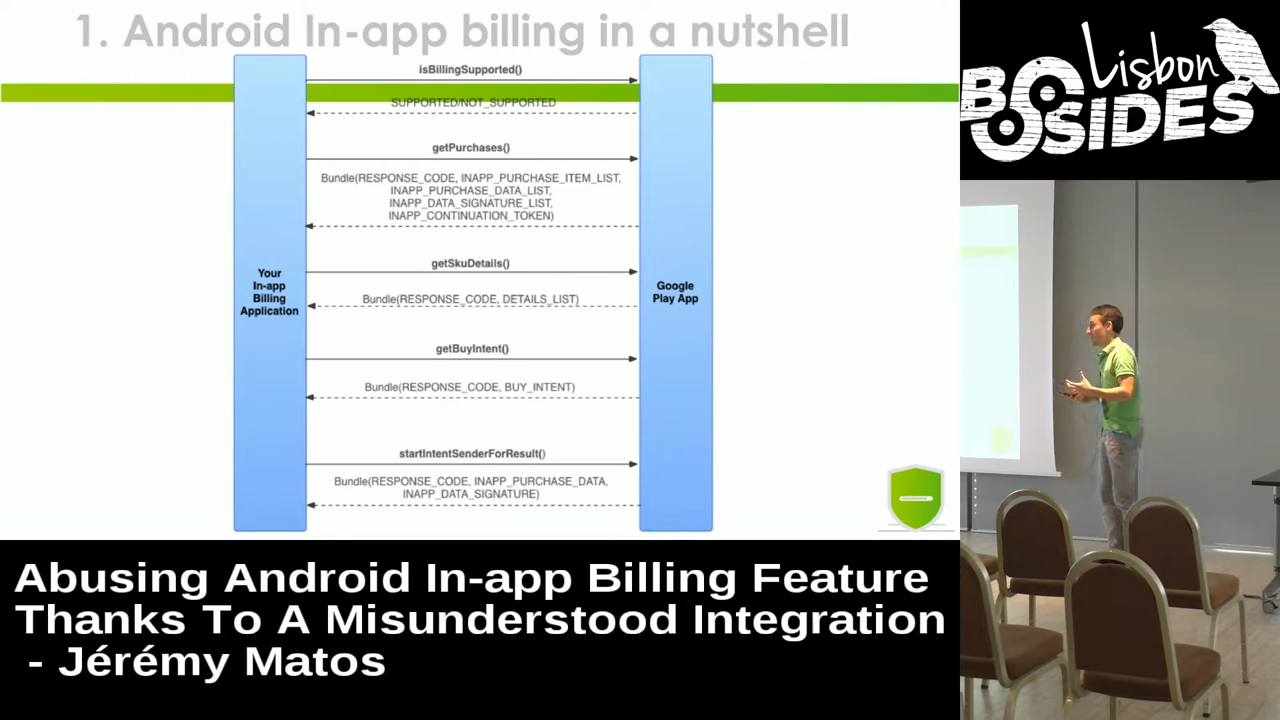 1. Android In-app billing in a nutshell
isBillingSupported()
SUPPORTED/NOT_SUPPORTED
getPurchases()
Bundle(RESPONSE_CODE, INAPP_PURCHASE_ITEM_LIST,
INAPP_PURCHASE_DATA_LIST,
INAPP_DATA_SIGNATURE_LIST,
INAPP_CONTINUATION_TOKEN)
getSkuDetails()
Your
In-app
Billing
Application
Google
Play App
Bundle(RESPONSE_CODE, DETAILS_LIST)
getBuyIntent()
Bundle(RESPONSE_CODE, BUY_INTENT)
startIntentSenderForResult()
Bundle(RESPONSE_CODE, INAPP_PURCHASE_DATA,
INAPP_DATA_SIGNATURE)
Lisbon
BSIDES
Abusing Android In-app Billing Feature
Thanks To A Misunderstood Integration
- Jérémy Matos